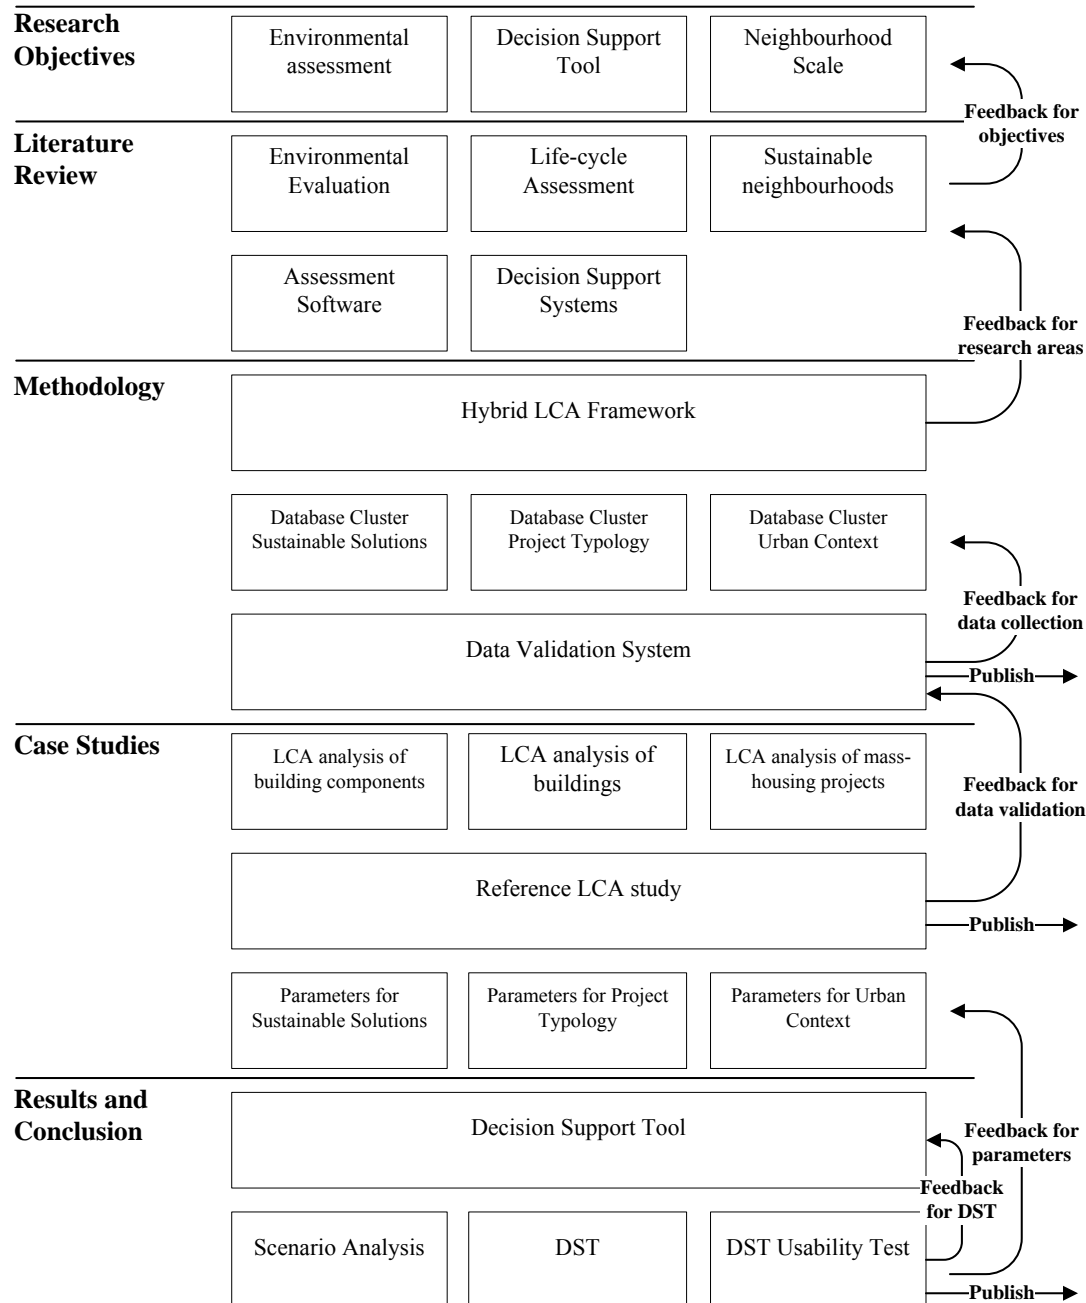 Research
Objectives
Environmental
assessment
Decision Support
Tool
Neighbourhood
Scale
Feedback for
objectives
Literature
Review
Environmental
Evaluation
Life-cycle
Assessment
Sustainable
neighbourhoods
Assessment
Software
Decision Support
Systems
Feedback for
research areas
Methodology
Hybrid LCA Framework
Database Cluster
Sustainable Solutions
Database Cluster
Project Typology
Database Cluster
Urban Context
Feedback for
data collection
Data Validation System
Publish
Case Studies
LCA analysis of
building components
LCA analysis of
buildings
LCA analysis of mass-
housing projects
Feedback for
data validation
Reference LCA study
Publish
Parameters for
Sustainable Solutions
Parameters for Project
Typology
Parameters for Urban
Context
Results and
Conclusion
Decision Support Tool
Feedback for
parameters
Feedback
for DST
Scenario Analysis
DST
DST Usability Test
Publish